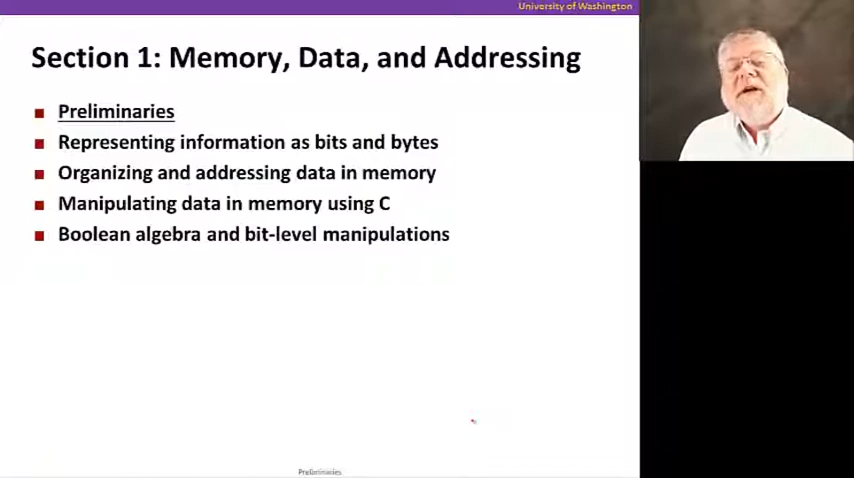 University of Washington
Section 1: Memory, Data, and Addressing
Preliminaries
Representing information as bits and bytes
Organizing and addressing data in memory
Manipulating data in memory using C
Boolean algebra and bit-level manipulations
Preliminaries